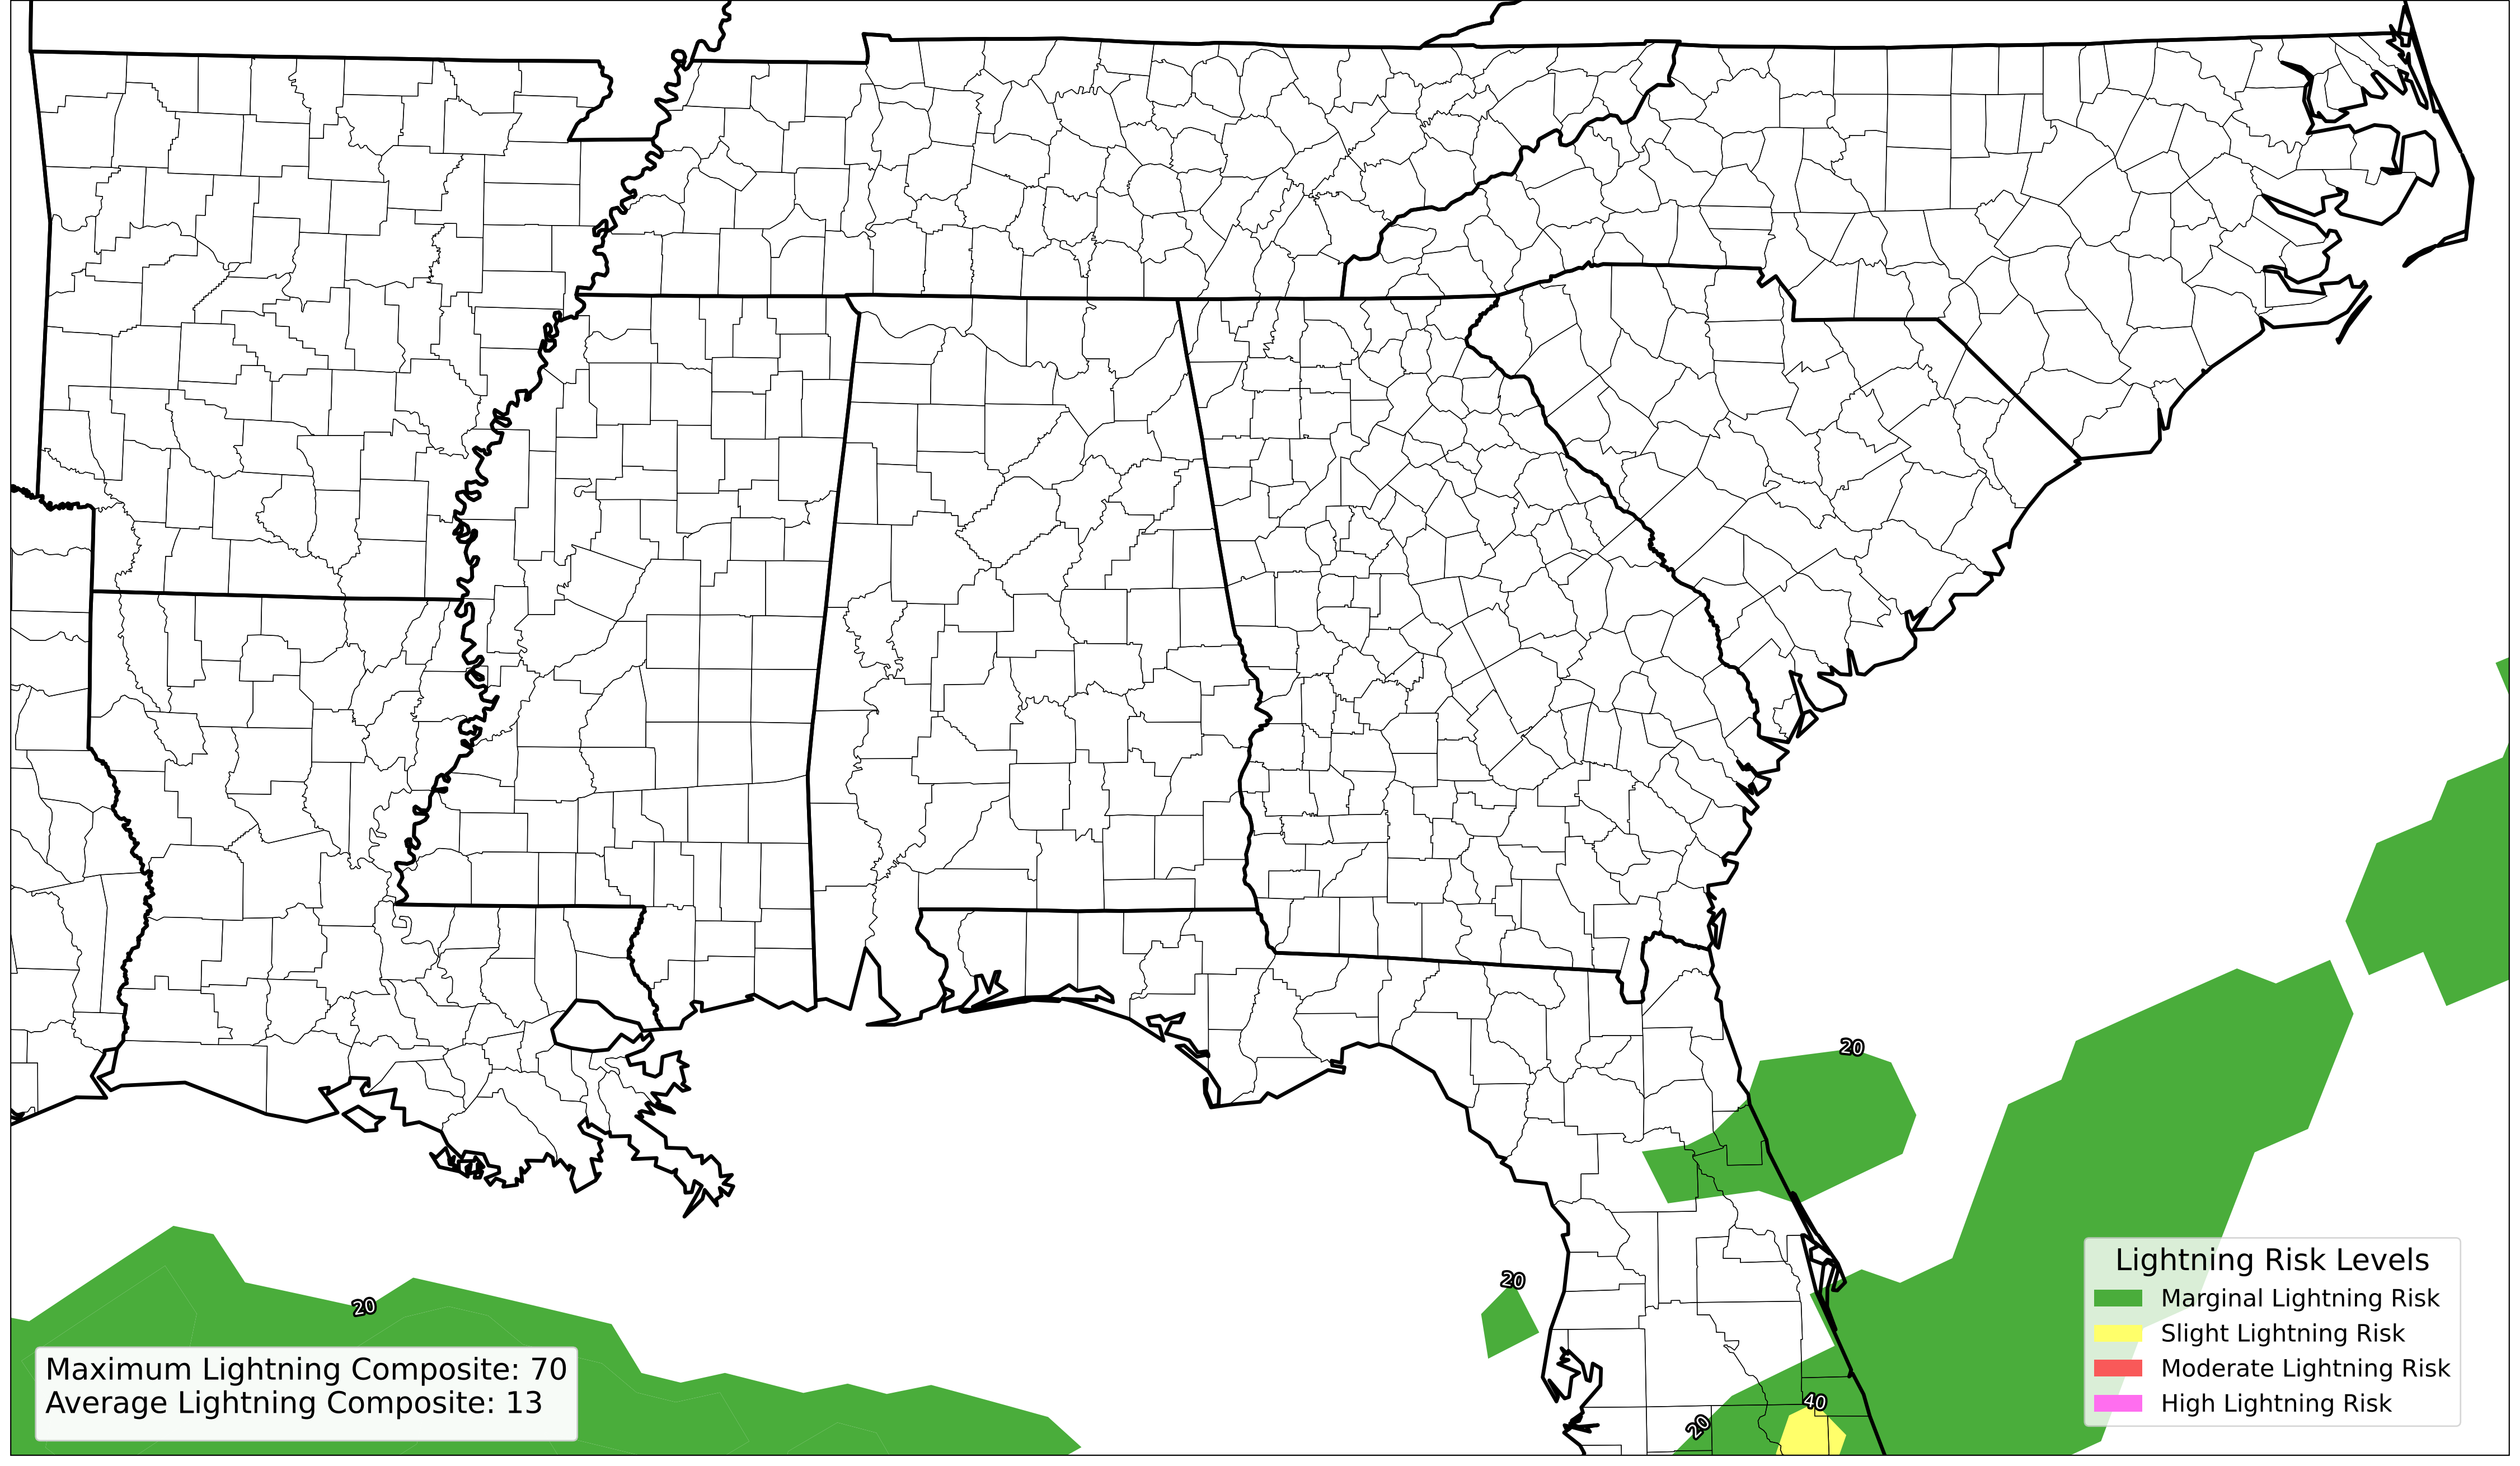 20
20
20
40
20
Lightning Risk Levels
Marginal Lightning Risk
Slight Lightning Risk
Moderate Lightning Risk
High Lightning Risk
Maximum Lightning Composite: 70
Average Lightning Composite: 13